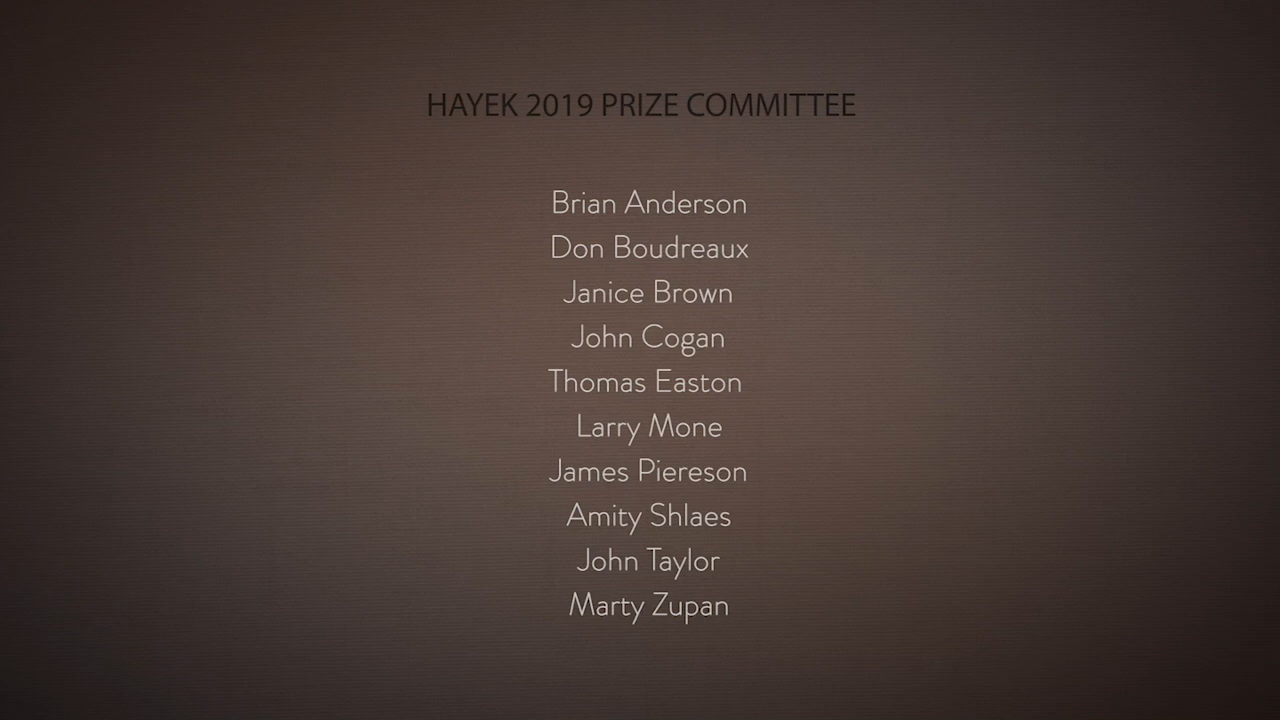 HAYEK 2019 PRIZE COMMITTEE
Brian Anderson
Don Boudreaux
Janice Brown
John Cogan
Thomas Easton
Larry Mone
James Piereson
Amity Shlaes
John Taylor
Marty Zupan